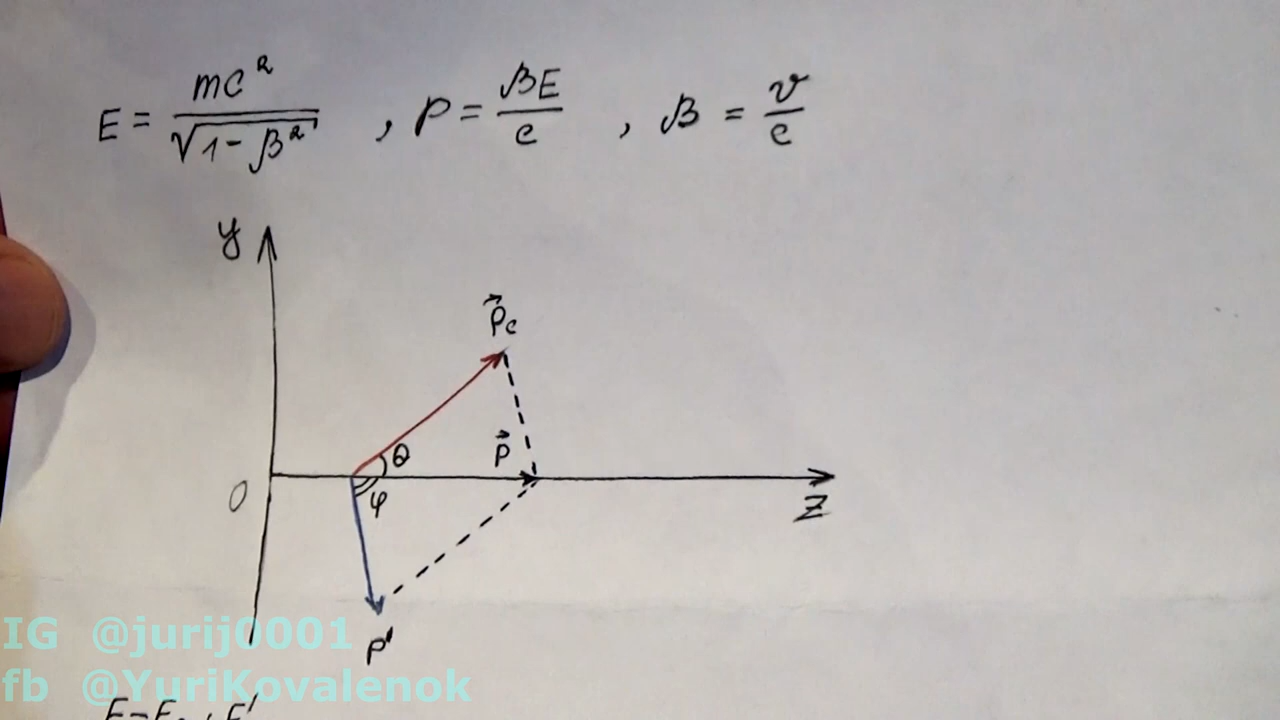 E = mc² / √(1-β²) , p = βE / c , β = v / c
y
p⃗c
θ
p⃗
O
φ
z
p'
IG @jurij0001
fb @YuriKovalenok